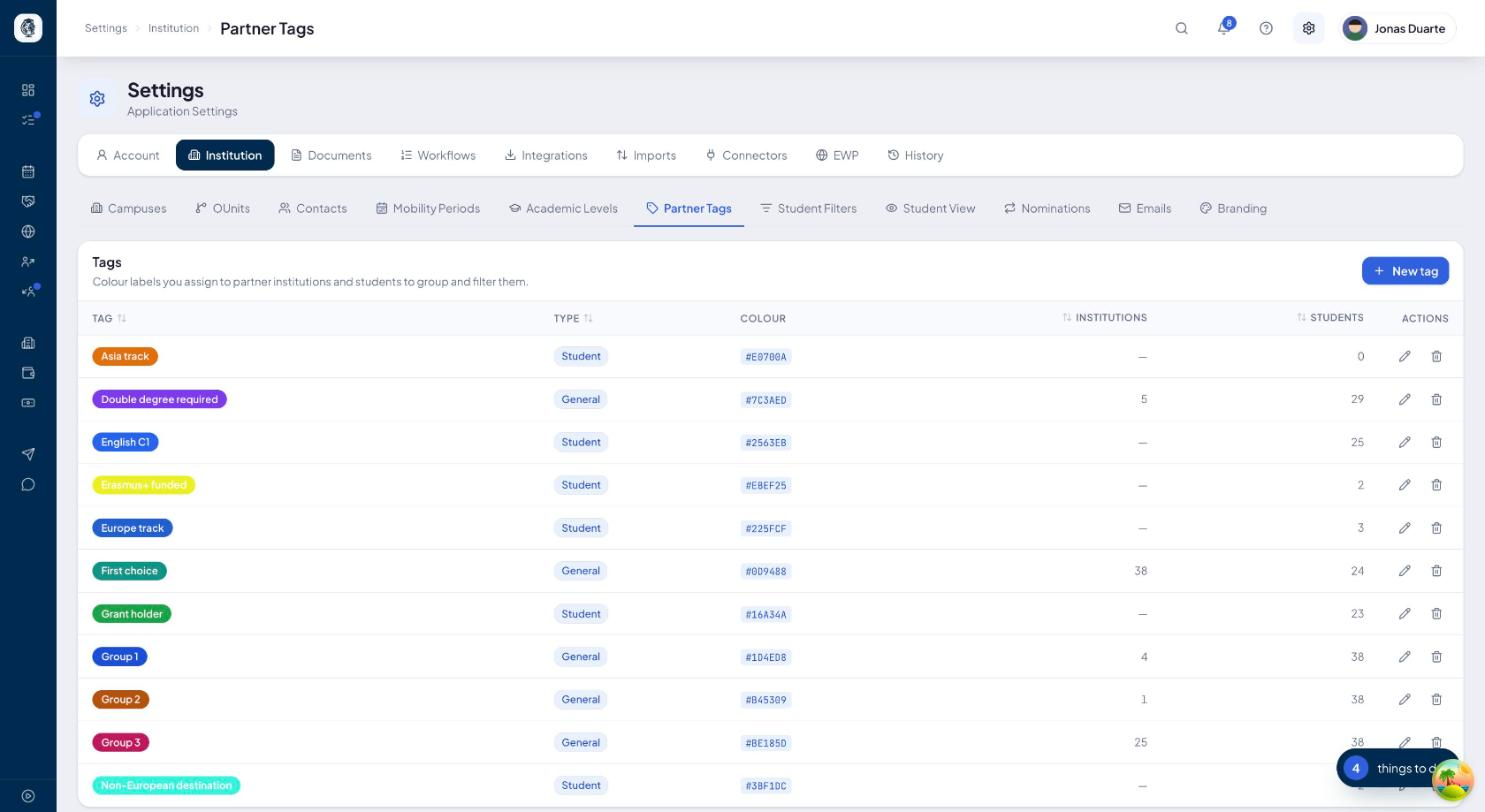 Settings Institution Partner Tags
8
Jonas Duarte
Settings
Application Settings
Account Institution Documents Workflows Integrations Imports Connectors EWP History
Campuses OUnits Contacts Mobility Periods Academic Levels Partner Tags Student Filters Student View Nominations Emails Branding
Tags
Colour labels you assign to partner institutions and students to group and filter them.
+ New tag
TAG TYPE COLOUR INSTITUTIONS STUDENTS ACTIONS
Asia track Student #E0700A — 0
Double degree required General #7C3AED 5 29
English C1 Student #2563EB — 25
Erasmus+ funded Student #E8EF25 — 2
Europe track Student #225FCF — 3
First choice General #0D9488 38 24
Grant holder Student #16A34A — 23
Group 1 General #1D4ED8 4 38
Group 2 General #B45309 1 38
Group 3 General #BE185D 25 38
Non-European destination Student #3BF1DC —
4 things to